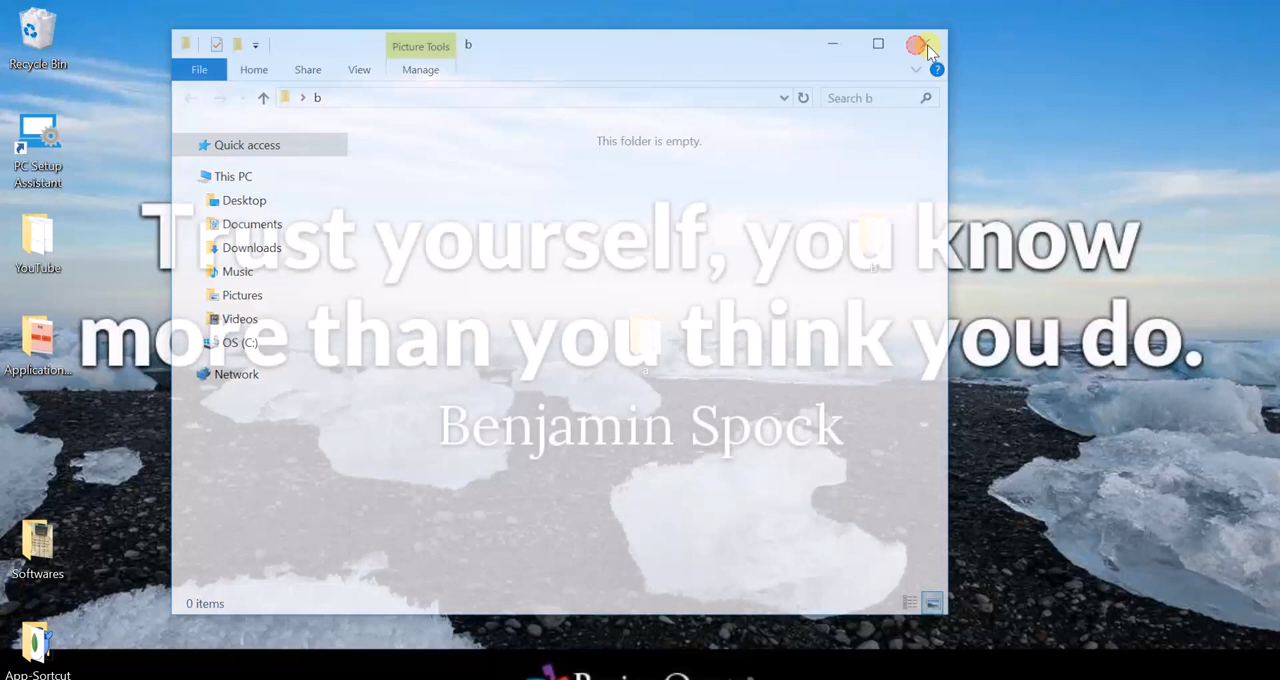 Recycle Bin
PC Setup
Assistant
YouTube
Application...
Softwares
App-Sortcut
Picture Tools
b
File
Home
Share
View
Manage
b
Search b
Quick access
This PC
Desktop
Documents
Downloads
Music
Pictures
Videos
OS (C:)
Network
This folder is empty.
b
a
0 items
Trust yourself, you know
more than you think you do.
Benjamin Spock